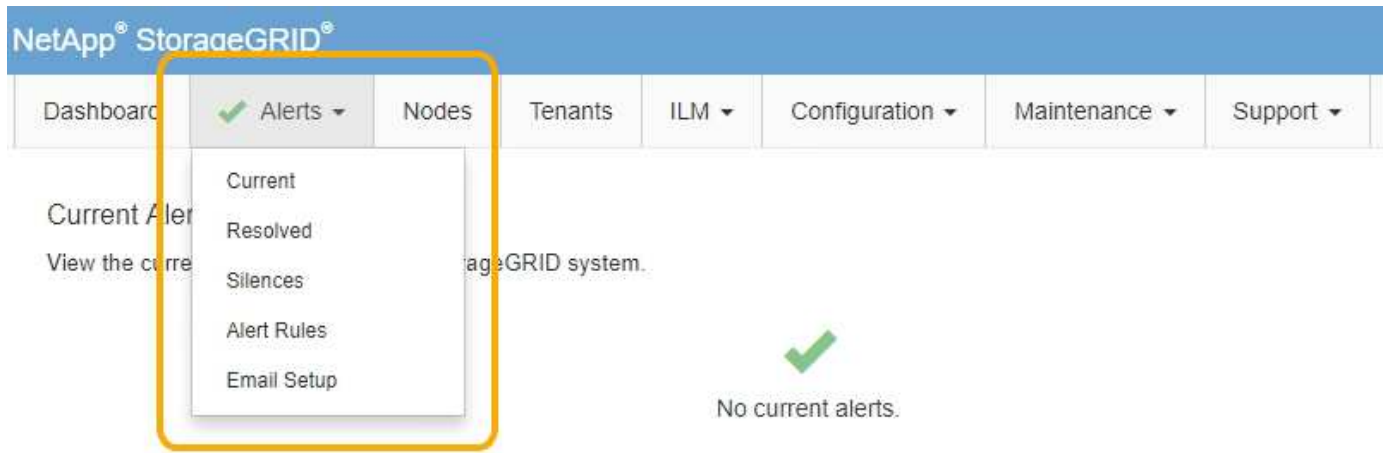 NetApp® StorageGRID®
Dashboard Alerts Nodes Tenants ILM Configuration Maintenance Support
Current
Current Aler
Resolved
View the curre ageGRID system.
Silences
Alert Rules
Email Setup
No current alerts.